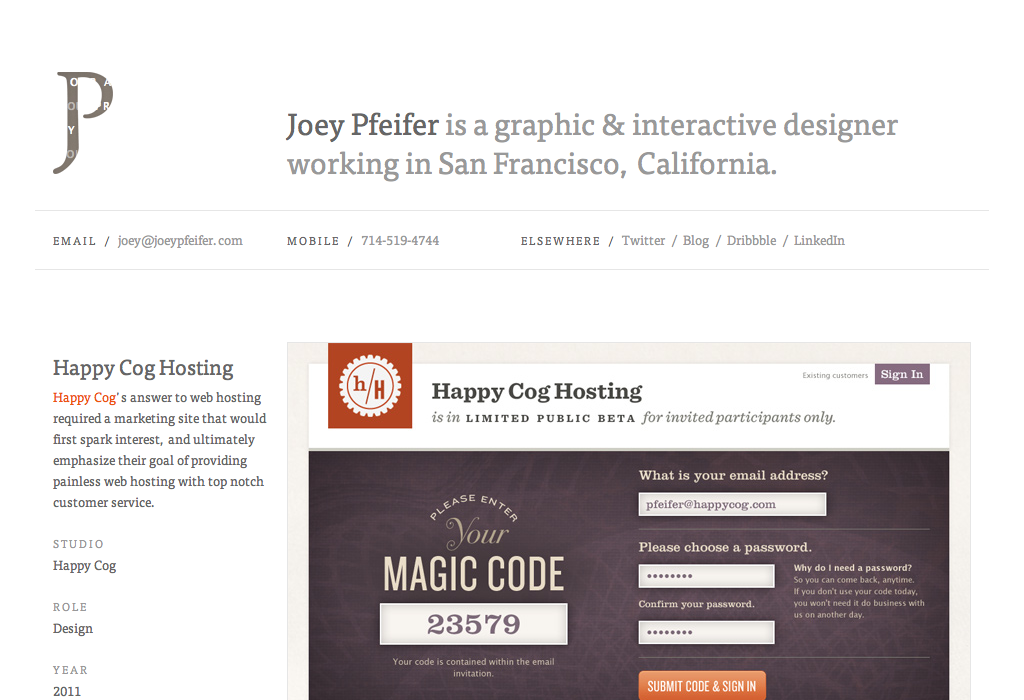 JP
Joey Pfeifer is a graphic & interactive designer
working in San Francisco, California.
EMAIL / joey@joeypfeifer.com MOBILE / 714-519-4744 ELSEWHERE / Twitter / Blog / Dribbble / LinkedIn
Happy Cog Hosting
Happy Cog's answer to web hosting
required a marketing site that would
first spark interest, and ultimately
emphasize their goal of providing
painless web hosting with top notch
customer service.
STUDIO
Happy Cog
ROLE
Design
YEAR
2011
h/H
Happy Cog Hosting
is in LIMITED PUBLIC BETA for invited participants only.
Existing customers Sign In
PLEASE ENTER
Your
MAGIC CODE
23579
Your code is contained within the email
invitation.
What is your email address?
pfeifer@happycog.com
Please choose a password.
••••••••
Confirm your password.
••••••••
Why do I need a password?
So you can come back, anytime.
If you don't use your code today,
you won't need it do business with
us on another day.
SUBMIT CODE & SIGN IN